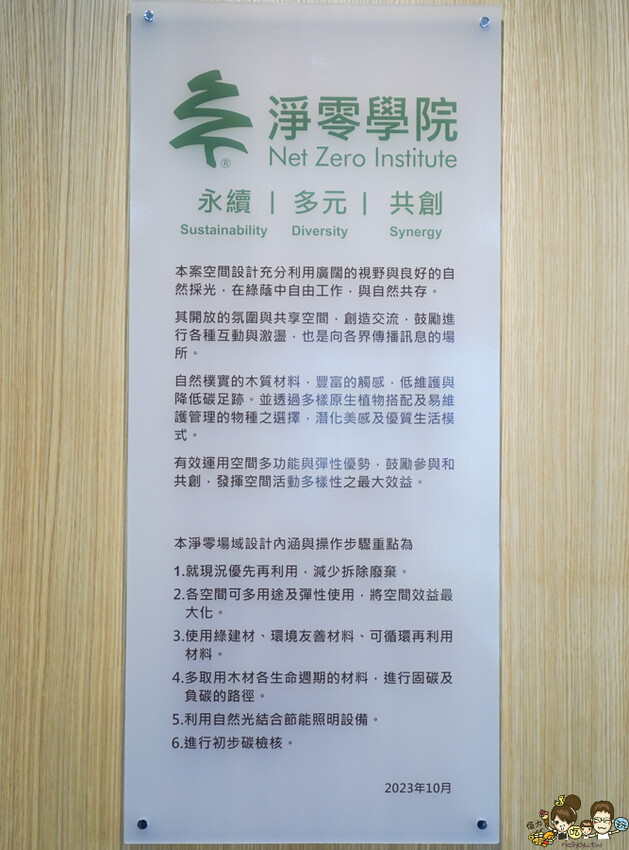 淨零學院
Net Zero Institute
®
永續 | 多元 | 共創
Sustainability Diversity Synergy
本案空間設計充分利用廣闊的視野與良好的自
然採光，在綠蔭中自由工作，與自然共存。
其開放的氛圍與共享空間，創造交流，鼓勵進
行各種互動與激盪，也是向各界傳播訊息的場
所。
自然樸實的木質材料，豐富的觸感，低維護與
降低碳足跡。並透過多樣原生植物搭配及易維
護管理的物種之選擇，潛化美感及優質生活模
式。
有效運用空間多功能與彈性優勢，鼓勵參與和
共創，發揮空間活動多樣性之最大效益。
本淨零場域設計內涵與操作步驟重點為
1.就現況優先再利用，減少拆除廢棄。
2.各空間可多用途及彈性使用，將空間效益最
大化。
3.使用綠建材、環境友善材料、可循環再利用
材料。
4.多取用木材各生命週期的材料，進行固碳及
負碳的路徑。
5.利用自然光結合節能照明設備。
6.進行初步碳檢核。
2023年10月